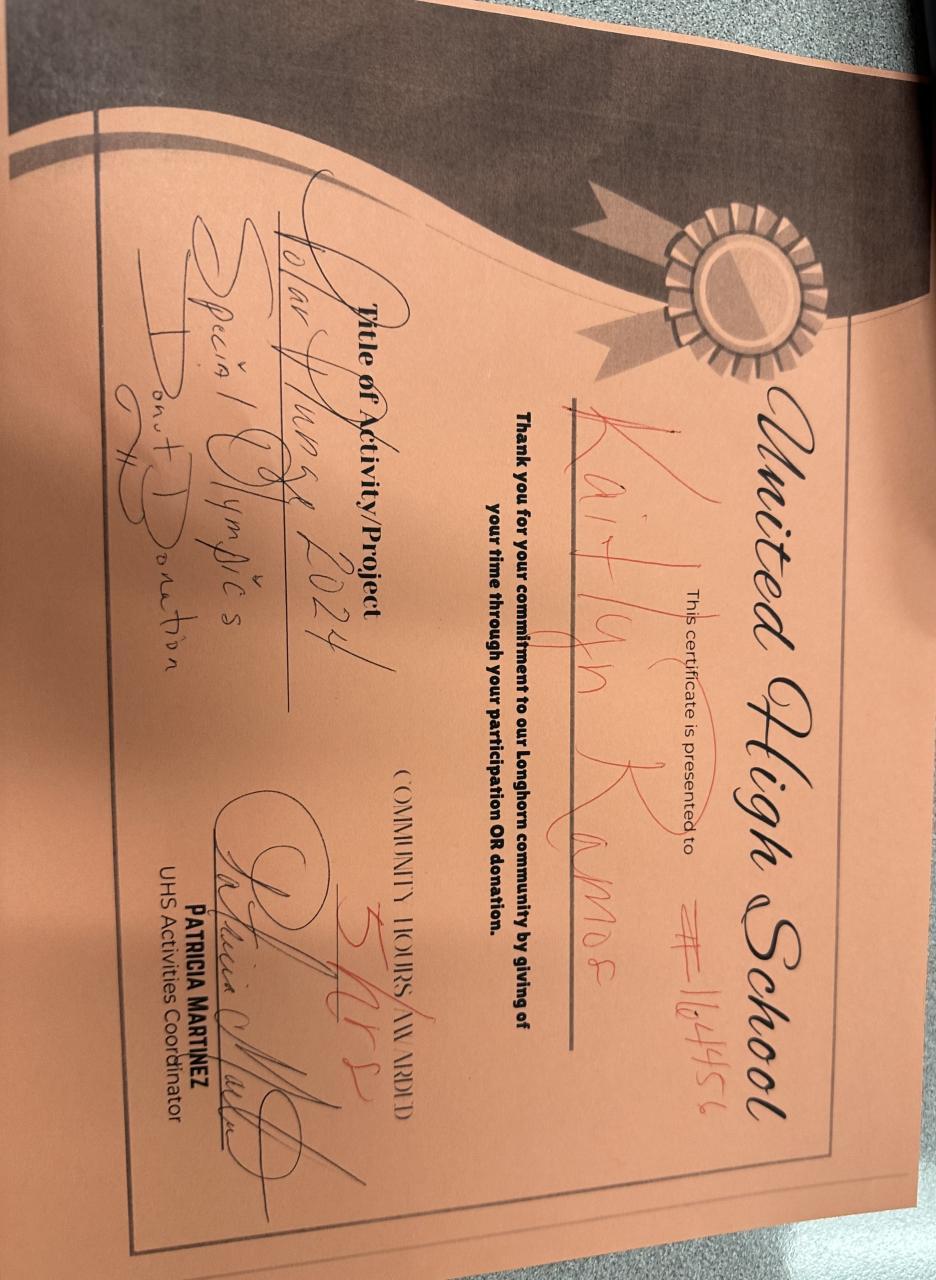 United High School
This certificate is presented to
#164456
Kaitlyn Ramos
Thank you for your commitment to our Longhorn community by giving of
your time through your participation OR donation.
Title of Activity/Project
Polar Plunge 2024
Special Olympics
Donut Donation
COMMUNITY HOURS AWARDED
5 hrs
Patricia Martinez
PATRICIA MARTINEZ
UHS Activities Coordinator